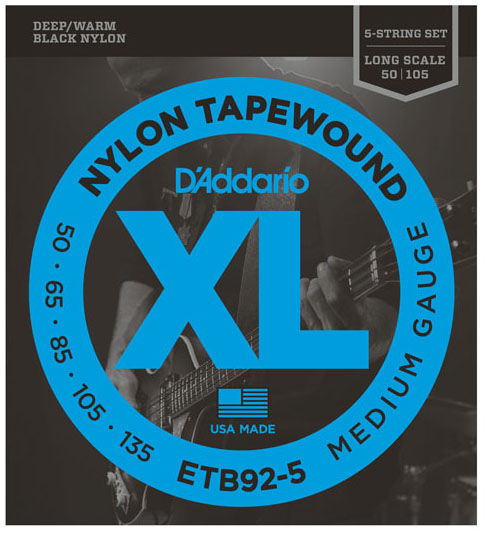 DEEP/WARM
BLACK NYLON
5-STRING SET
LONG SCALE
50 | 105
NYLON TAPEWOUND
D'Addario
XL
50 · 65 · 85 · 105 · 135
MEDIUM GAUGE
USA MADE
ETB92-5